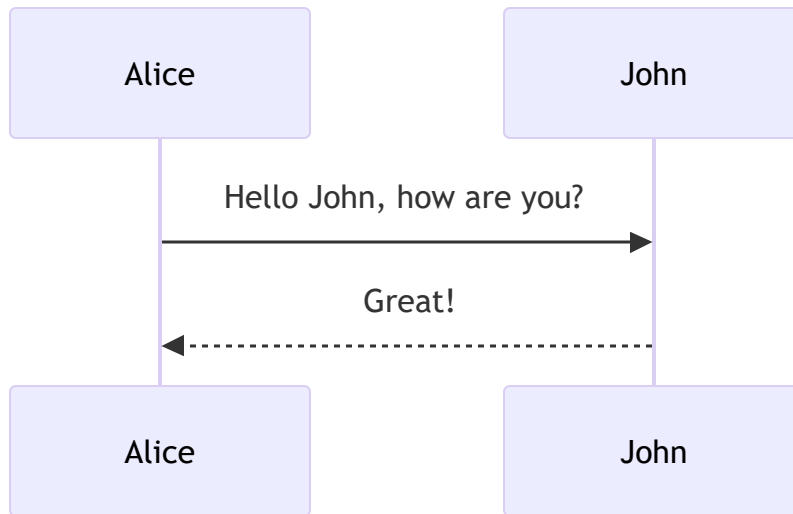 Alice
John
Hello John, how are you?
Great!
Alice
John